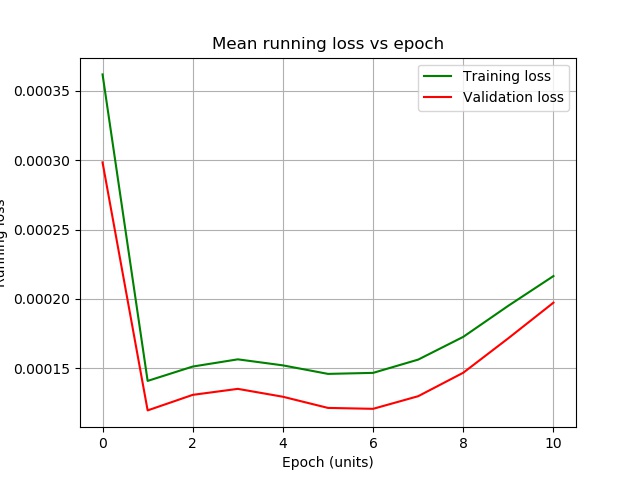 Mean running loss vs epoch
Training loss
Validation loss
0.00035
0.00030
0.00025
0.00020
0.00015
Running loss
0 2 4 6 8 10
Epoch (units)